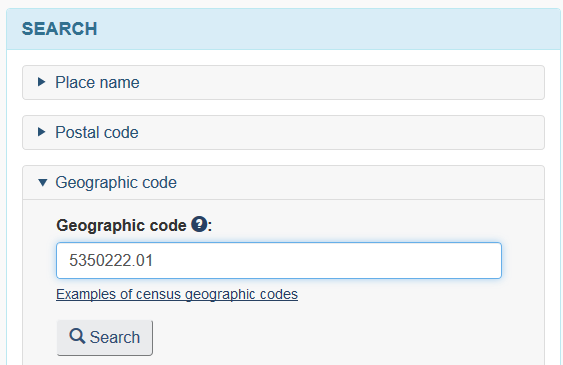 SEARCH
Place name
Postal code
Geographic code
Geographic code ?:
5350222.01
Examples of census geographic codes
Search